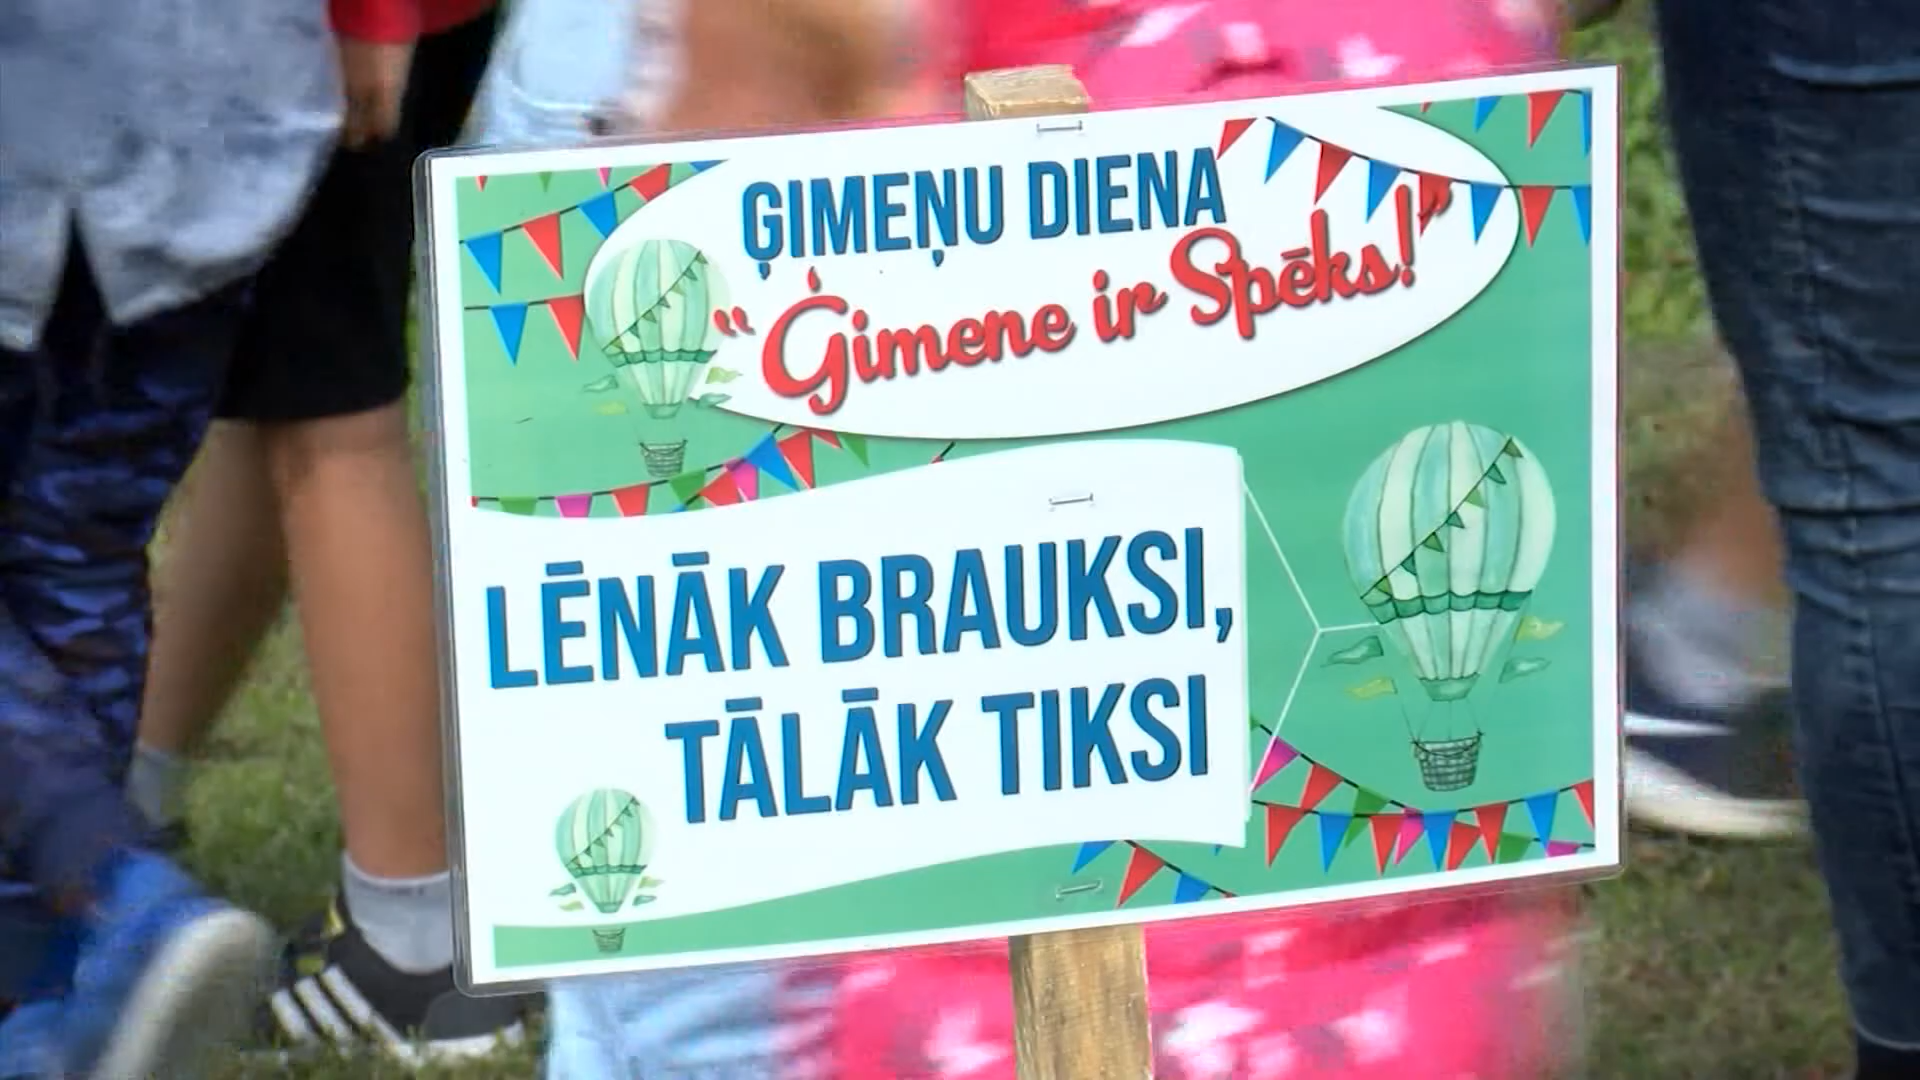 ĢIMEŅU DIENA
"Ģimene ir Spēks!"
LĒNĀK BRAUKSI,
TĀLĀK TIKSI